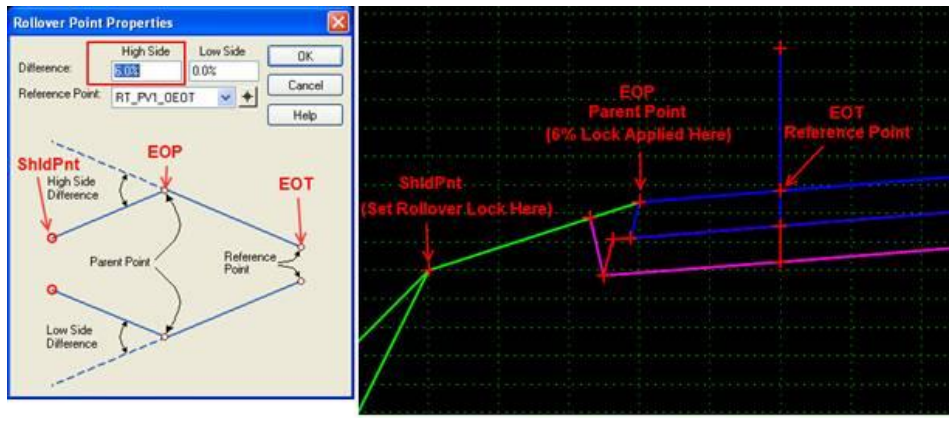 Rollover Point Properties
High Side Low Side
Difference: 6.0% 0.0%
Reference Point: RT_PV1_OEOT
OK
Cancel
Help
ShldPnt
EOP
EOT
High Side
Difference
Parent Point
Reference
Point
Low Side
Difference
EOP
Parent Point
(6% Lock Applied Here)
EOT
Reference Point
ShldPnt
(Set Rollover Lock Here)